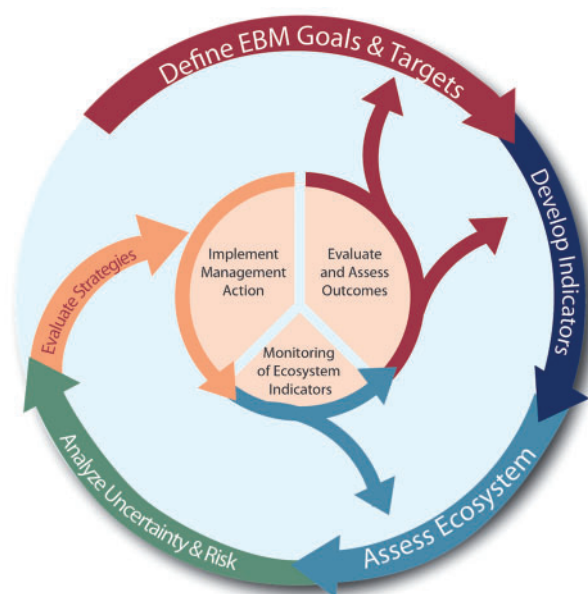 Define EBM Goals & Targets
Develop Indicators
Assess Ecosystem
Analyze Uncertainty & Risk
Evaluate Strategies
Implement
Management
Action
Evaluate
and Assess
Outcomes
Monitoring
of Ecosystem
Indicators